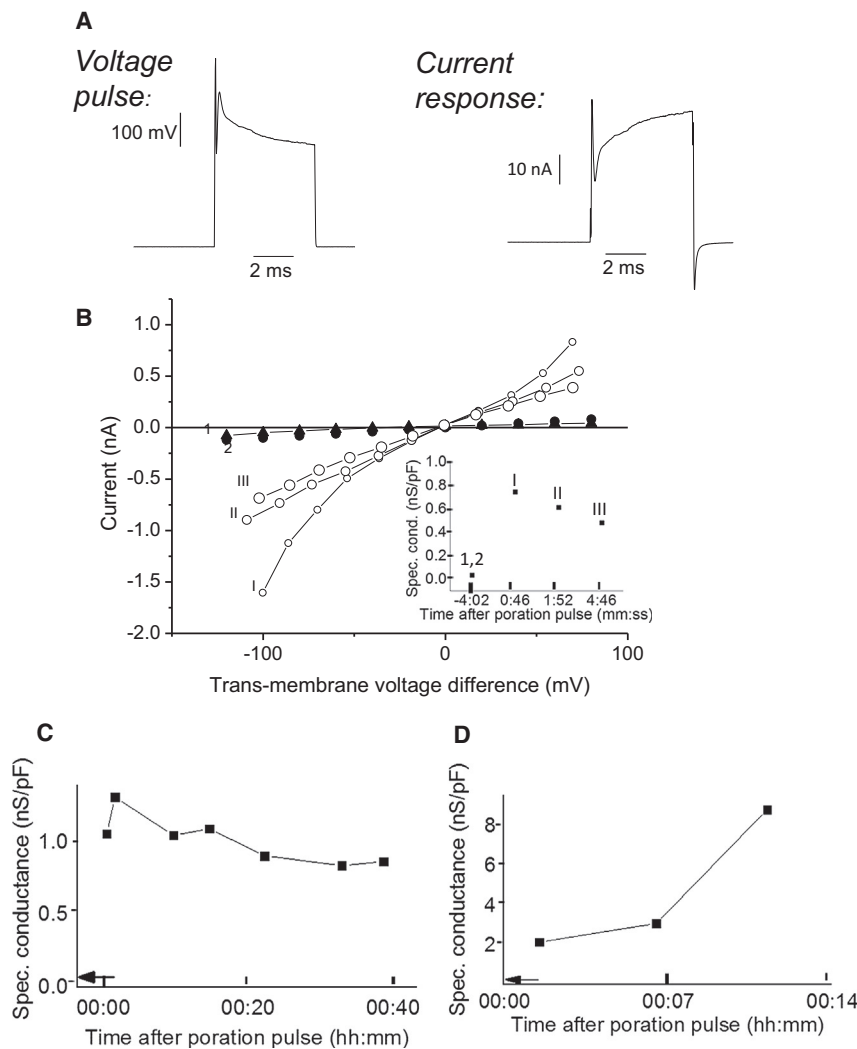 A
Voltage
pulse:
100 mV
2 ms
Current
response:
10 nA
2 ms
B
Current (nA)
1.0
0.5
0.0
-0.5
-1.0
-1.5
-2.0
1
2
III
II
I
-100
0
100
Trans-membrane voltage difference (mV)
Spec. cond. (nS/pF)
1.0
0.8
0.6
0.4
0.2
0.0
1,2
I
II
III
-4:02
0:46
1:52
4:46
Time after poration pulse (mm:ss)
C
Spec. conductance (nS/pF)
1.0
0.5
0.0
00:00
00:20
00:40
Time after poration pulse (hh:mm)
D
Spec. conductance (nS/pF)
8
6
4
2
00:00
00:07
00:14
Time after poration pulse (hh:mm)